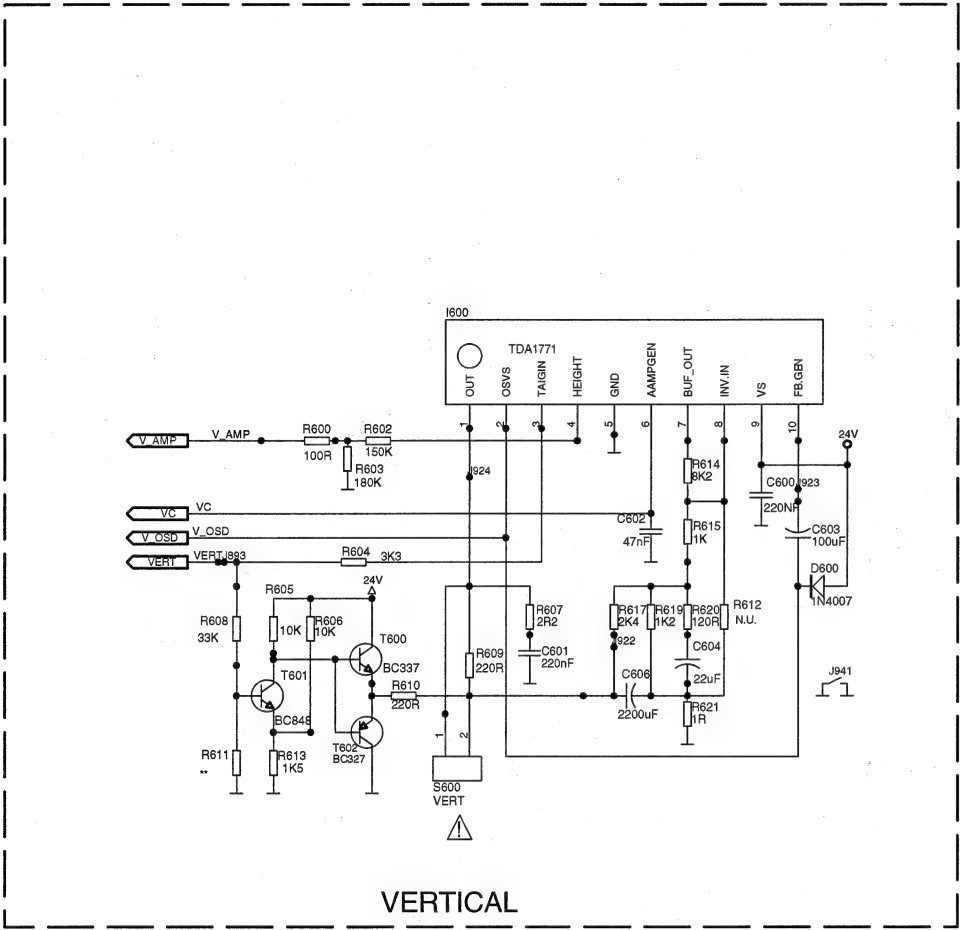 I600
TDA1771
OUT
OSVS
TAIGIN
HEIGHT
GND
AAMPGEN
BUF_OUT
INV.IN
VS
FB.GEN
1
2
3
4
5
6
7
8
9
10
V_AMP
V_AMP
R600
100R
R602
150K
R603
180K
J924
R614
8K2
C600
220NF
J923
24V
VC
VC
C602
47nF
R615
1K
C603
100uF
V_OSD
V_OSD
VERT
VERT
J893
R604
3K3
D600
1N4007
24V
R605
10K
R606
10K
R608
33K
T600
BC337
R607
2R2
R617
2K4
J922
R619
1K2
R620
120R
R612
N.U.
R609
220R
C601
220nF
C604
22uF
T601
BC848
R610
220R
C606
2200uF
R621
1R
J941
R611
**
R613
1K5
T602
BC327
1
2
S600
VERT
!
VERTICAL